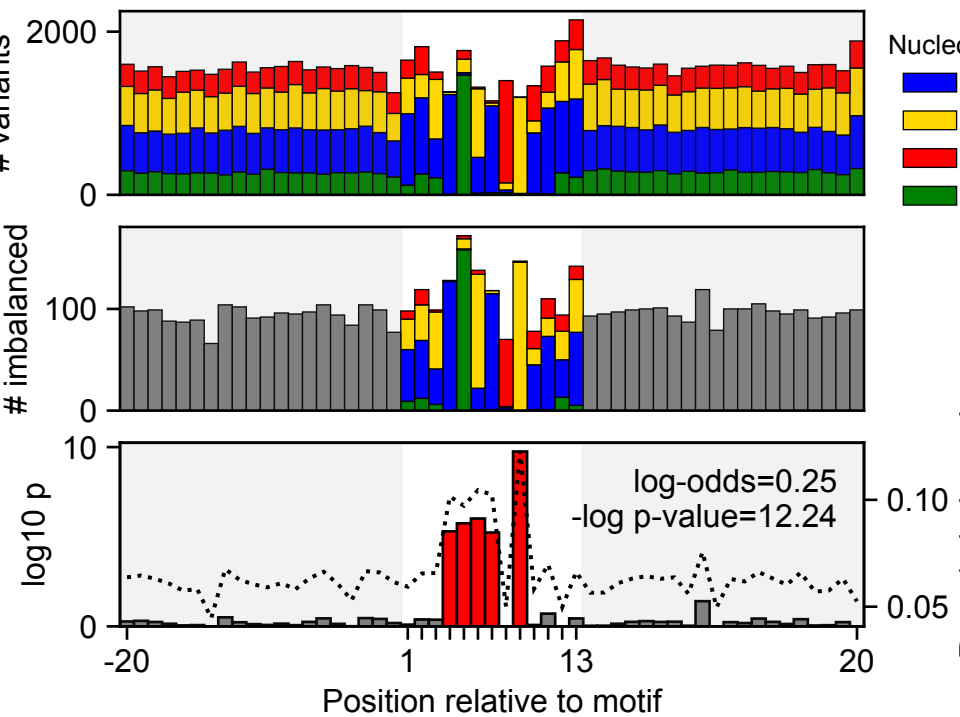 2000
# variants
0
Nucle
# imbalanced
100
0
10
log10 p
0
log-odds=0.25
-log p-value=12.24
0.10
0.05
-20
1
13
20
Position relative to motif